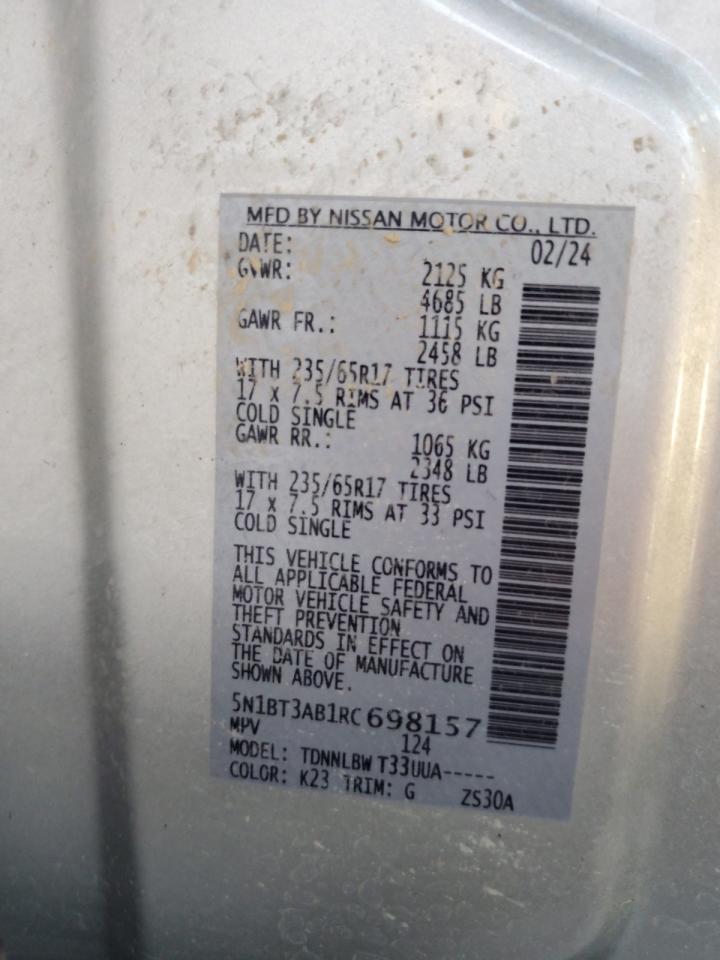 MFD BY NISSAN MOTOR CO., LTD.
DATE: 02/24
GVWR: 2125 KG
4685 LB
GAWR FR.: 1115 KG
2458 LB
WITH 235/65R17 TIRES
17 X 7.5 RIMS AT 36 PSI
COLD SINGLE
GAWR RR.: 1065 KG
2348 LB
WITH 235/65R17 TIRES
17 X 7.5 RIMS AT 33 PSI
COLD SINGLE
THIS VEHICLE CONFORMS TO
ALL APPLICABLE FEDERAL
MOTOR VEHICLE SAFETY AND
THEFT PREVENTION
STANDARDS IN EFFECT ON
THE DATE OF MANUFACTURE
SHOWN ABOVE.
5N1BT3AB1RC698157
MPV 124
MODEL: TDNNLBW T33UUA-----
COLOR: K23 TRIM: G ZS30A